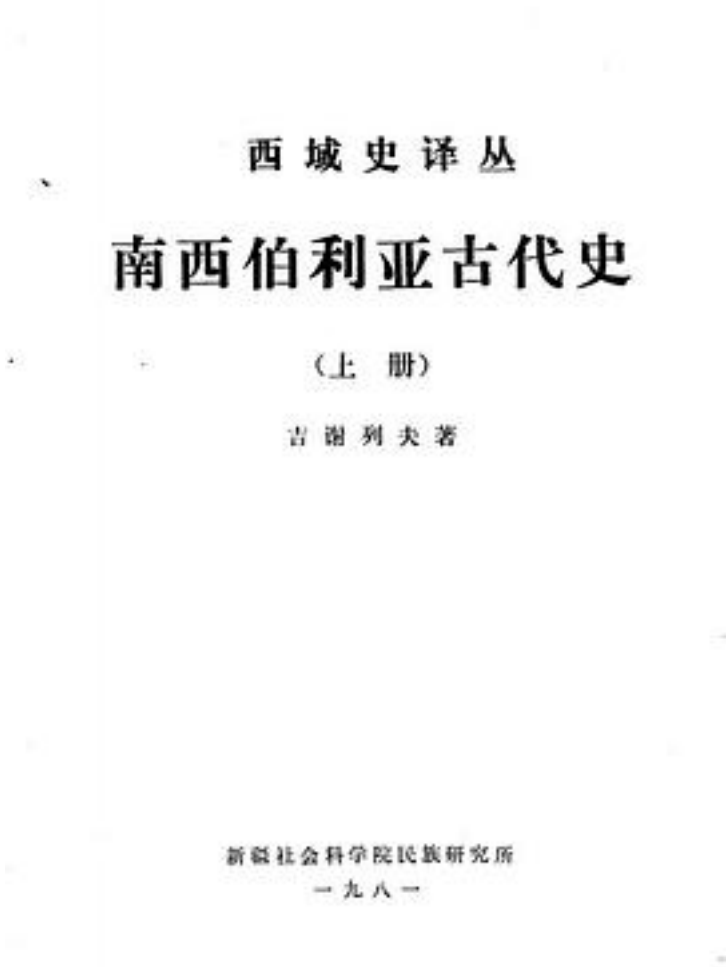 西域史译丛
南西伯利亚古代史
（上 册）
吉谢列夫著
新疆社会科学院民族研究所
一九八一